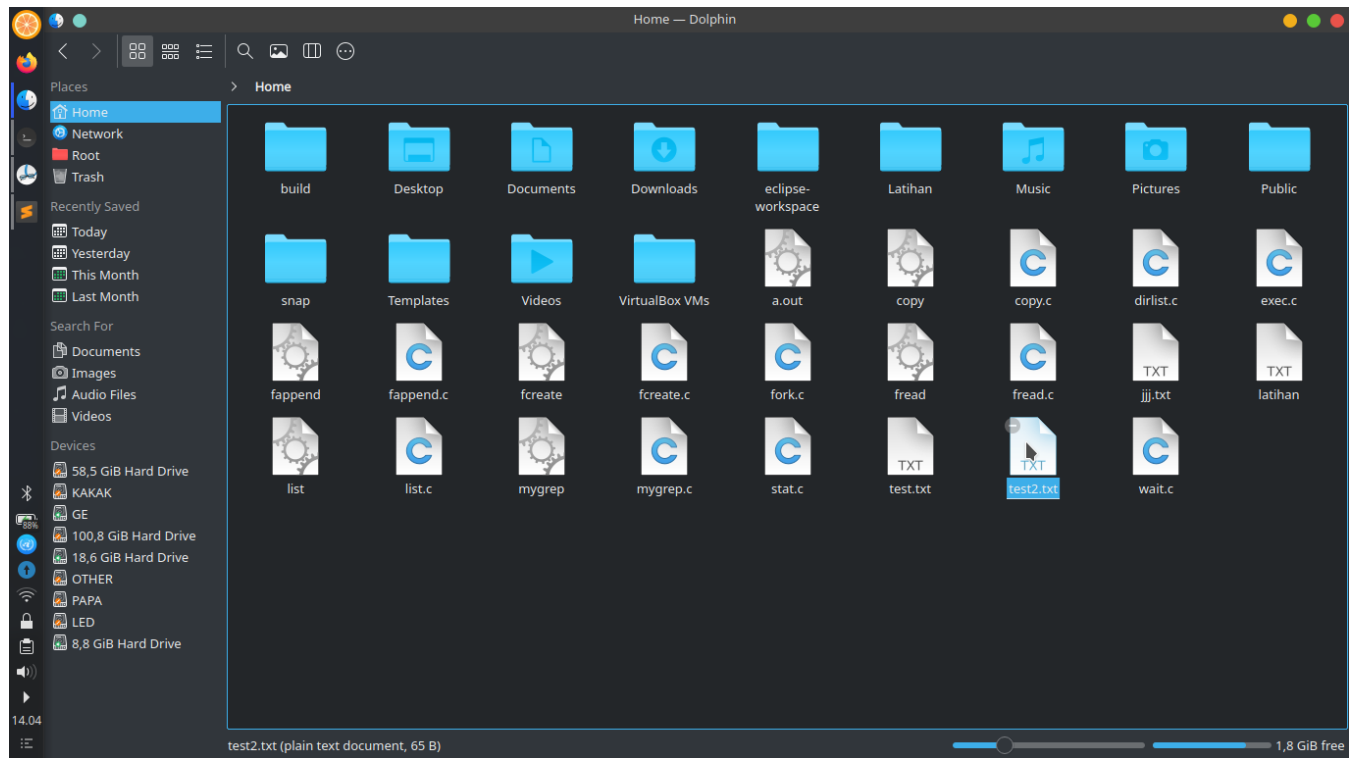 Home — Dolphin
Places
Home
Network
Root
Trash
Recently Saved
Today
Yesterday
This Month
Last Month
Search For
Documents
Images
Audio Files
Videos
Devices
58,5 GiB Hard Drive
KAKAK
GE
100,8 GiB Hard Drive
18,6 GiB Hard Drive
OTHER
PAPA
LED
8,8 GiB Hard Drive
88%
14.04
Home
build
Desktop
Documents
Downloads
eclipse-
workspace
Latihan
Music
Pictures
Public
snap
Templates
Videos
VirtualBox VMs
a.out
copy
C
copy.c
C
dirlist.c
C
exec.c
fappend
C
fappend.c
fcreate
C
fcreate.c
C
fork.c
fread
C
fread.c
TXT
jjj.txt
TXT
latihan
list
C
list.c
mygrep
C
mygrep.c
C
stat.c
TXT
test.txt
TXT
test2.txt
C
wait.c
test2.txt (plain text document, 65 B)
1,8 GiB free